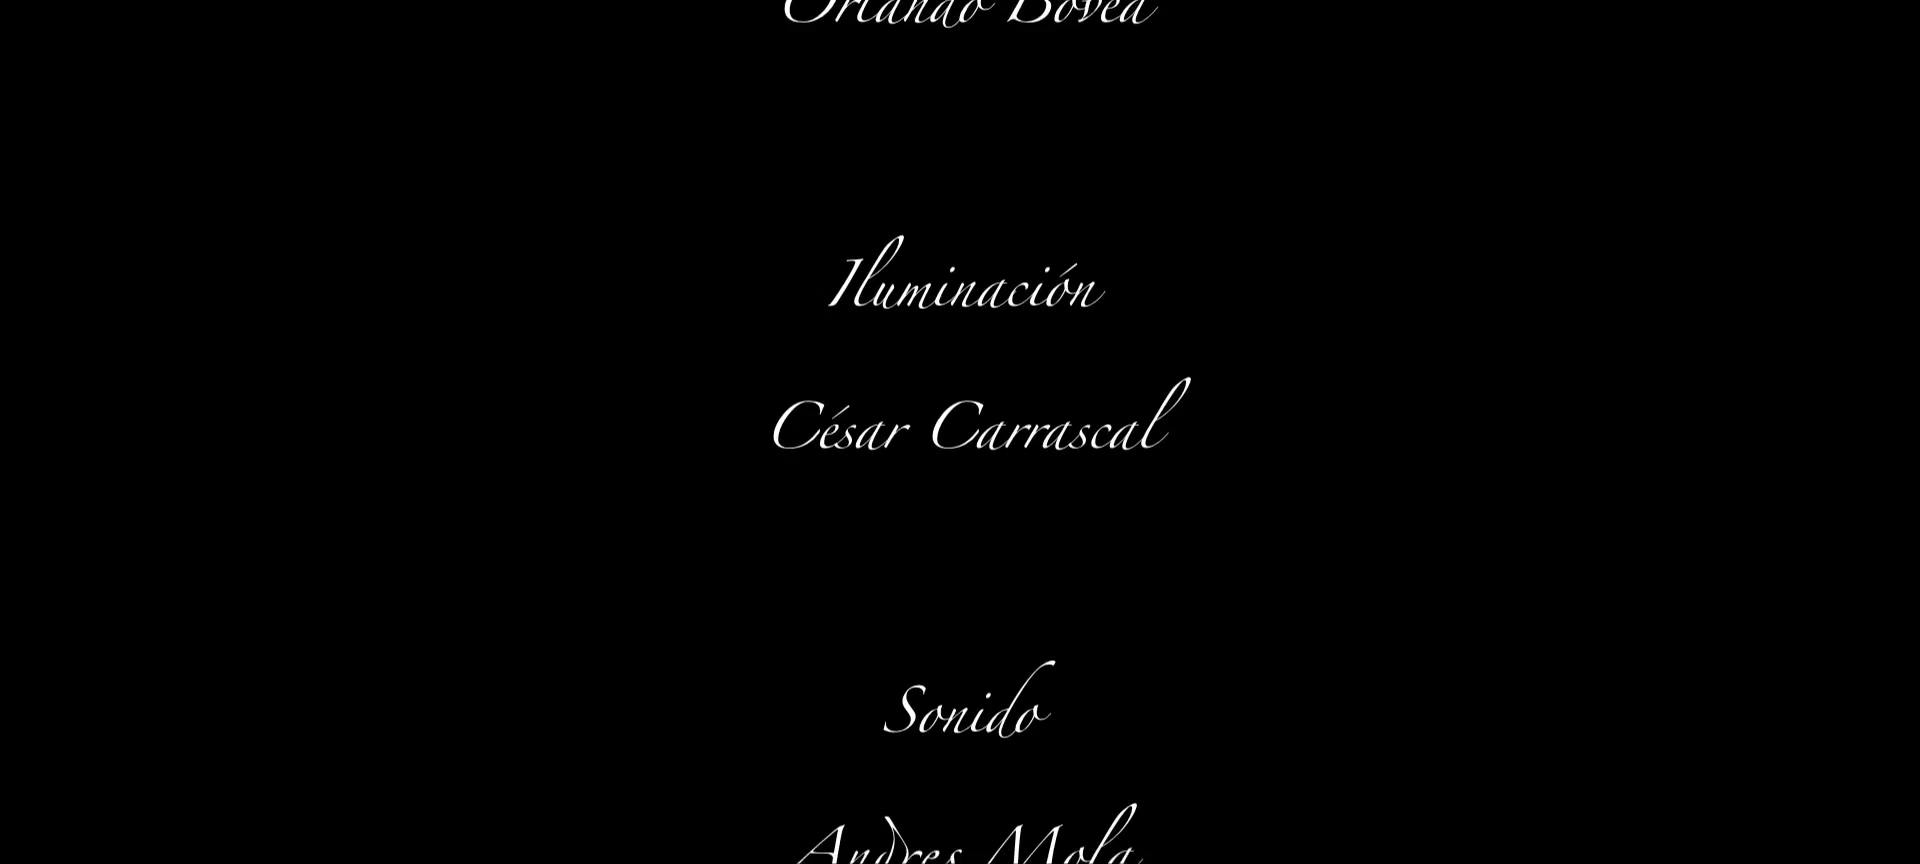 Orlando Bovea
Iluminación
César Carrascal
Sonido
Andres Mola